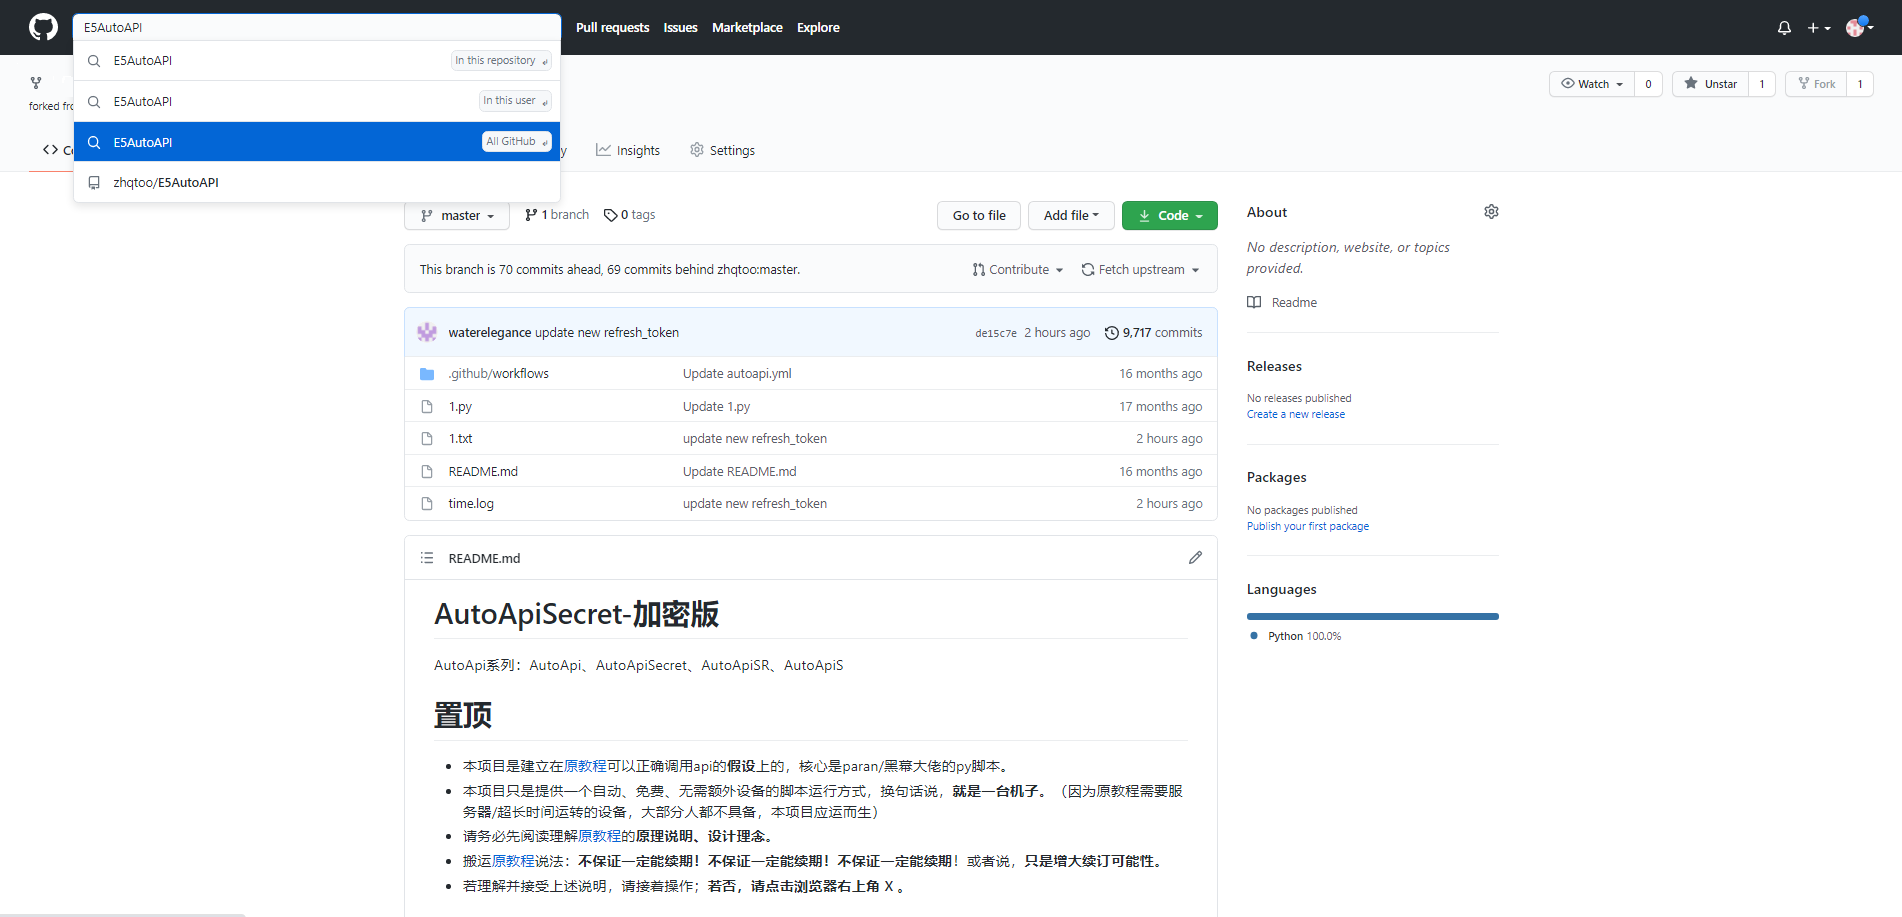 E5AutoAPI
Pull requests Issues Marketplace Explore
E5AutoAPI In this repository ↵
E5AutoAPI In this user ↵
E5AutoAPI All GitHub ↵
zhqtoo/E5AutoAPI
Watch 0 Unstar 1 Fork 1
forked
Insights Settings
master 1 branch 0 tags Go to file Add file Code
This branch is 70 commits ahead, 69 commits behind zhqtoo:master. Contribute Fetch upstream
waterelegance update new refresh_token de15c7e 2 hours ago 9,717 commits
.github/workflows Update autoapi.yml 16 months ago
1.py Update 1.py 17 months ago
1.txt update new refresh_token 2 hours ago
README.md Update README.md 16 months ago
time.log update new refresh_token 2 hours ago
README.md
AutoApiSecret-加密版
AutoApi系列：AutoApi、AutoApiSecret、AutoApiSR、AutoApiS
置顶
本项目是建立在原教程可以正确调用api的假设上的，核心是paran/黑幕大佬的py脚本。
本项目只是提供一个自动、免费、无需额外设备的脚本运行方式，换句话说，就是一台机子。（因为原教程需要服
务器/超长时间运转的设备，大部分人都不具备，本项目应运而生）
请务必先阅读理解原教程的原理说明、设计理念。
搬运原教程说法：不保证一定能续期！不保证一定能续期！不保证一定能续期！或者说，只是增大续订可能性。
若理解并接受上述说明，请接着操作；若否，请点击浏览器右上角 X 。
About
No description, website, or topics
provided.
Readme
Releases
No releases published
Create a new release
Packages
No packages published
Publish your first package
Languages
Python 100.0%